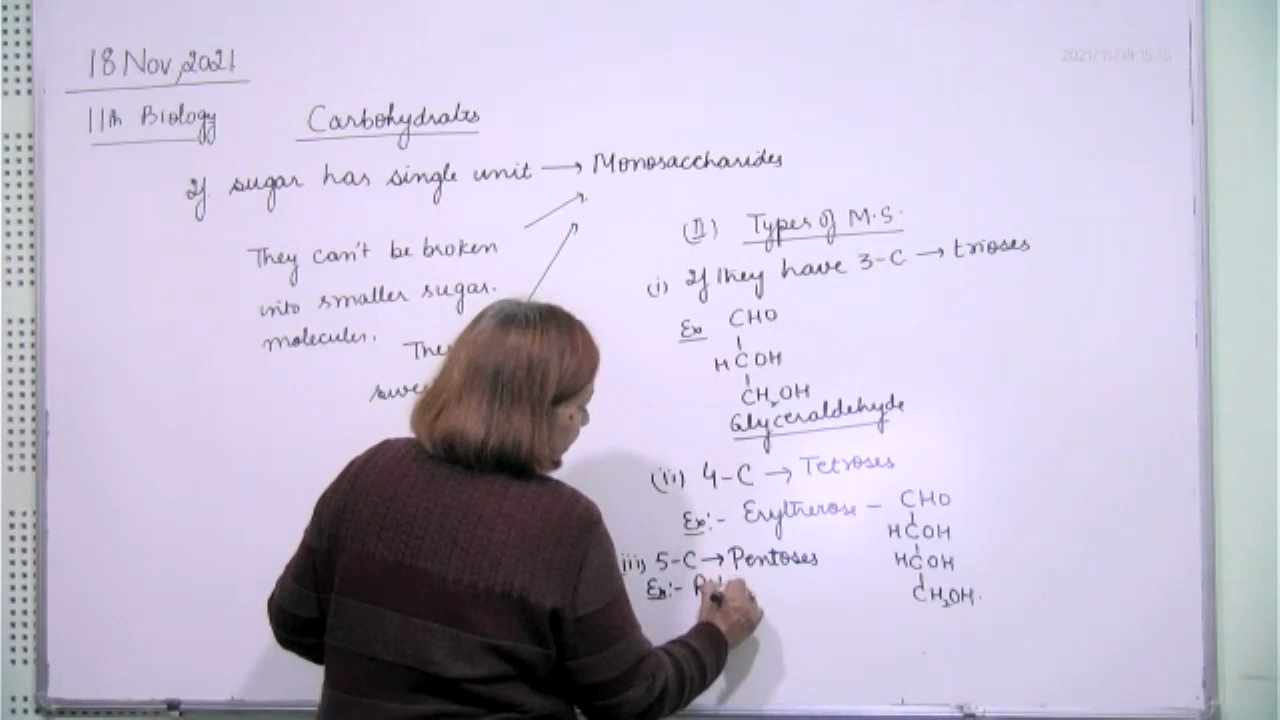 18 Nov, 2021
11th Biology
Carbohydrates
If sugar has single unit → Monosaccharides
They can't be broken
into smaller sugar.
molecules.
(II) Types of M.S.
(i) If they have 3-C → trioses
Ex CHO
HCOH
CH2OH
Glyceraldehyde
(ii) 4-C → Tetroses
Ex:- Erytherose – CHO
HCOH
HCOH
CH2OH.
(iii) 5-C → Pentoses
Ex:-